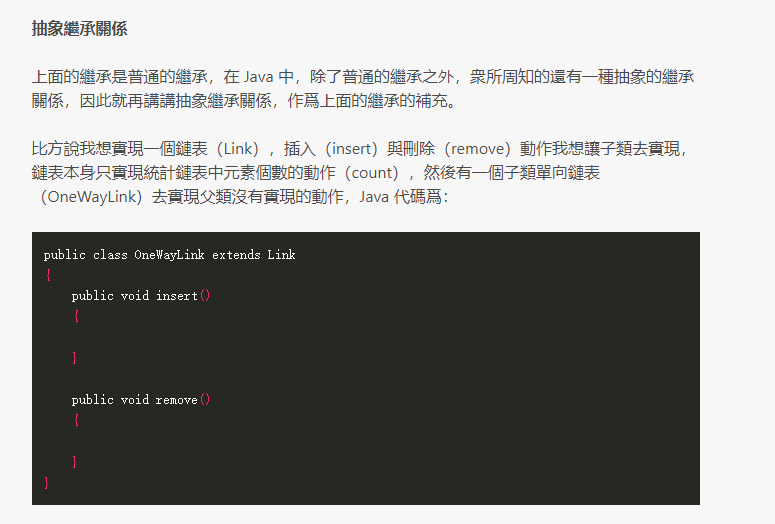 抽象繼承關係
上面的繼承是普通的繼承，在 Java 中，除了普通的繼承之外，衆所周知的還有一種抽象的繼承
關係，因此就再講講抽象繼承關係，作爲上面的繼承的補充。
比方說我想實現一個鏈表（Link），插入（insert）與刪除（remove）動作我想讓子類去實現，
鏈表本身只實現統計鏈表中元素個數的動作（count），然後有一個子類單向鏈表
（OneWayLink）去實現父類沒有實現的動作，Java 代碼爲：
public class OneWayLink extends Link
{
    public void insert()
    {
    }
    public void remove()
    {
    }
}